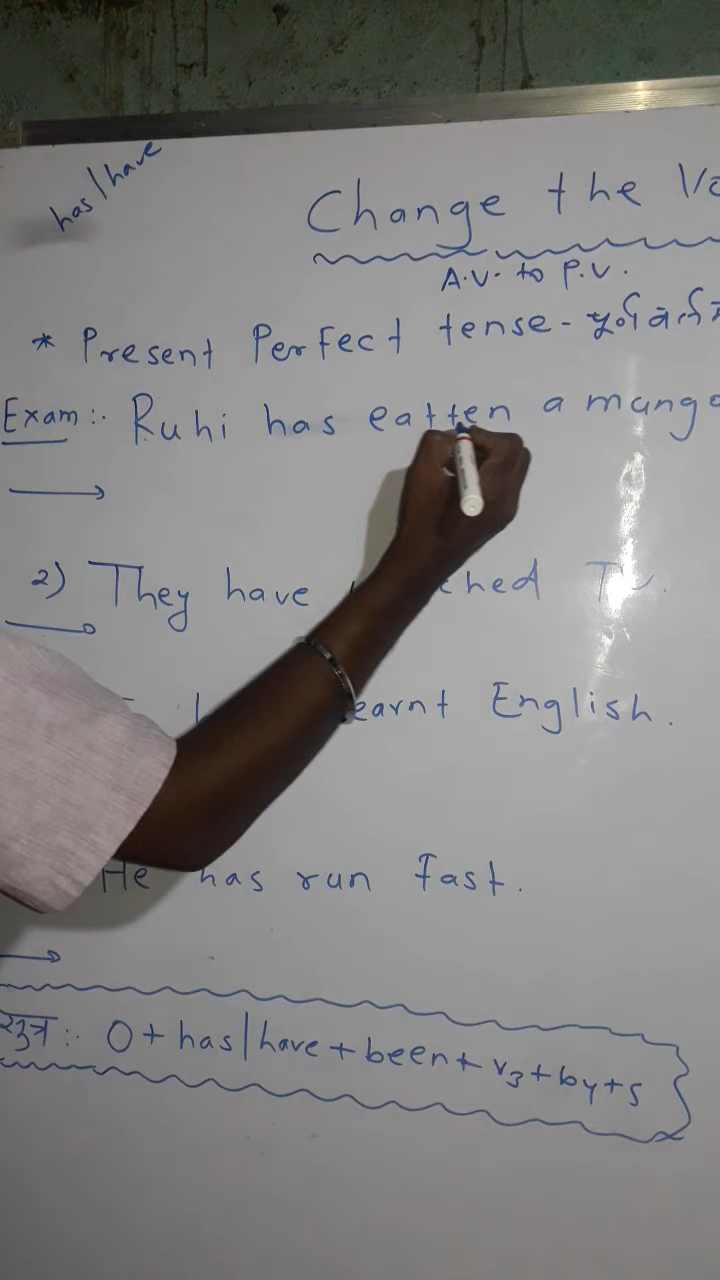 has/have
Change the
A.V. to P.V.
* Present Perfect tense -
Exam :- Ruhi has eatten a mango
2) They have
earnt English.
He has run fast.
सूत्र :- O + has/have + been + V3 + by + S